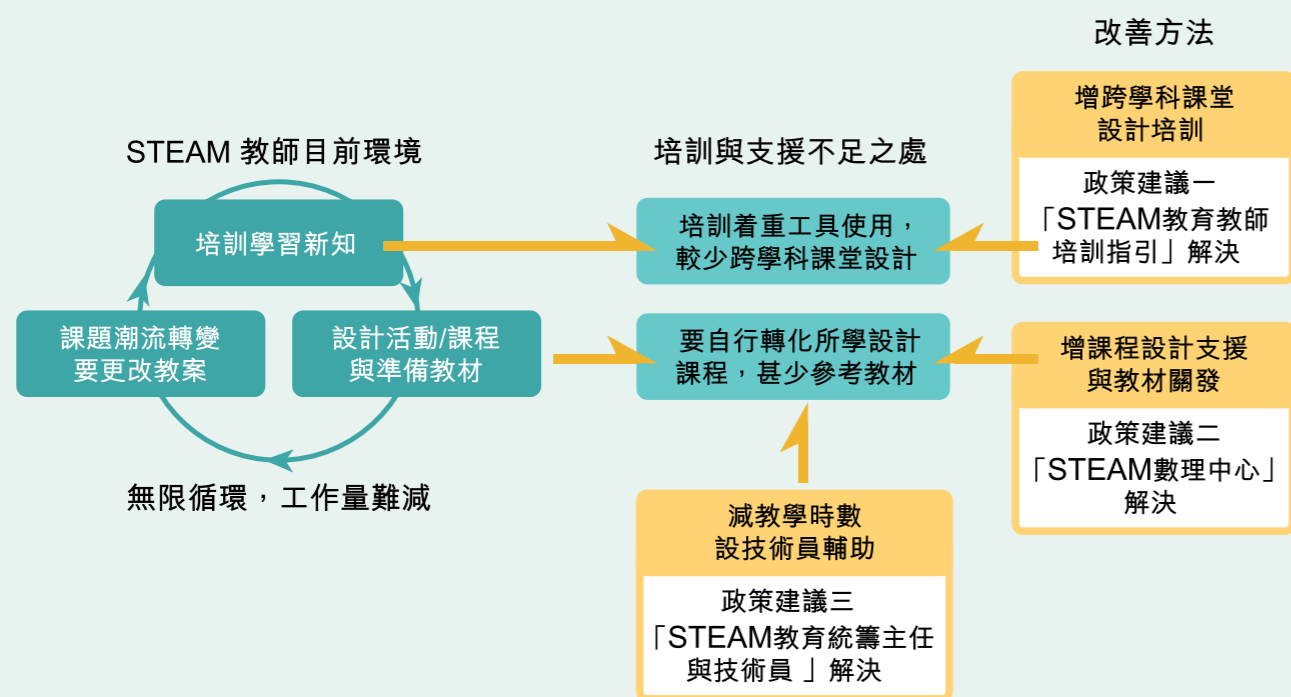 改善方法
STEAM 教師目前環境
培訓學習新知
課題潮流轉變
要更改教案
設計活動/課程
與準備教材
無限循環，工作量難減
培訓與支援不足之處
培訓着重工具使用，
較少跨學科課堂設計
要自行轉化所學設計
課程，甚少參考教材
增跨學科課堂
設計培訓
政策建議一
「STEAM教育教師
培訓指引」解決
增課程設計支援
與教材關發
政策建議二
「STEAM數理中心」
解決
減教學時數
設技術員輔助
政策建議三
「STEAM教育統籌主任
與技術員 」解決